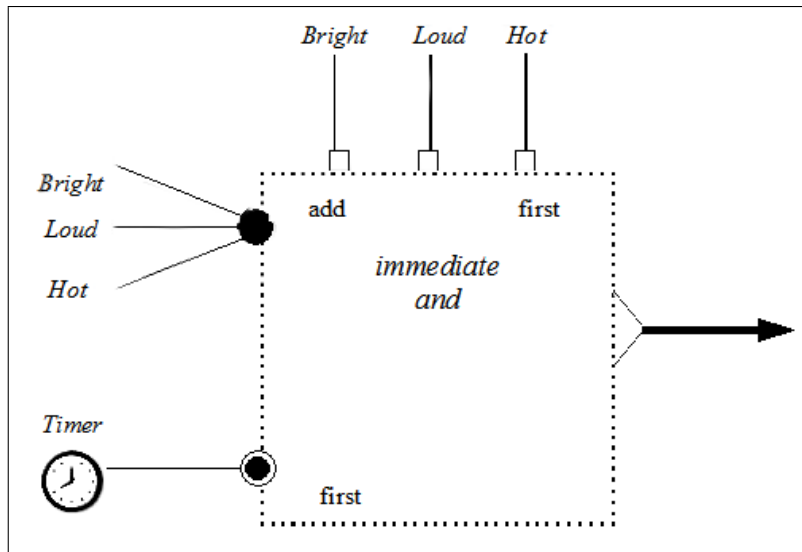 Bright Loud Hot
Bright
Loud
Hot
add first
immediate
and
Timer
first